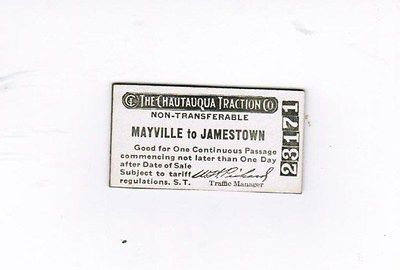 THE CHAUTAUQUA TRACTION CO
NON-TRANSFERABLE
MAYVILLE to JAMESTOWN
Good for One Continuous Passage
commencing not later than One Day
after Date of Sale
Subject to tariff
regulations. S.T. Traffic Manager
23171